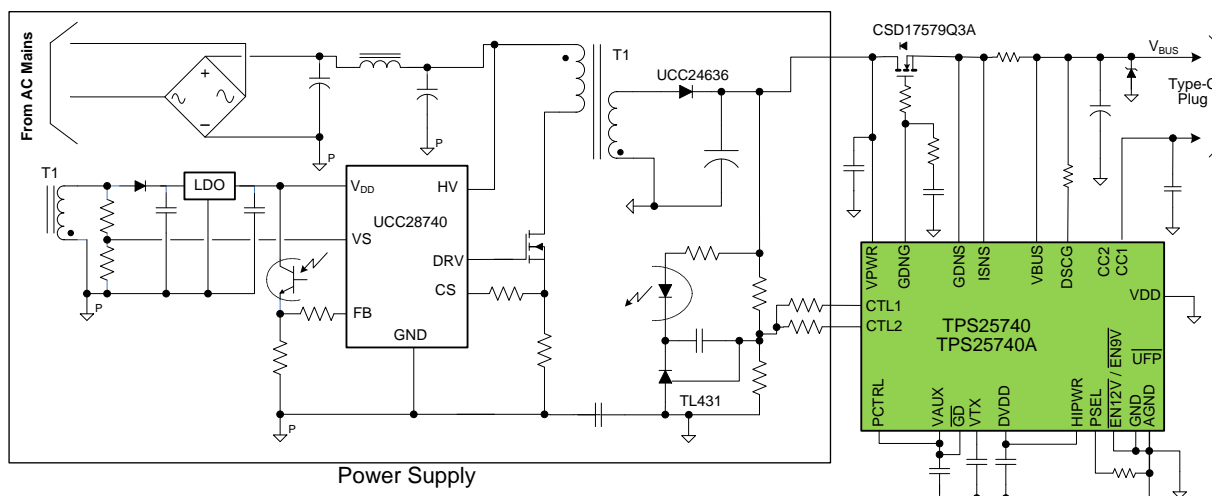 CSD17579Q3A
From AC Mains
T1
UCC24636
VBUS
Type-C
Plug
P
P
T1
LDO
VDD
HV
UCC28740
VS
DRV
CS
FB
GND
P
P
TL431
Power Supply
VPWR
GDNG
GDNS
ISNS
VBUS
DSCG
CC2
CC1
VDD
CTL1
CTL2
TPS25740
TPS25740A
UFP
PCTRL
VAUX
GD
VTX
DVDD
HIPWR
PSEL
EN12V / EN9V
GND
AGND